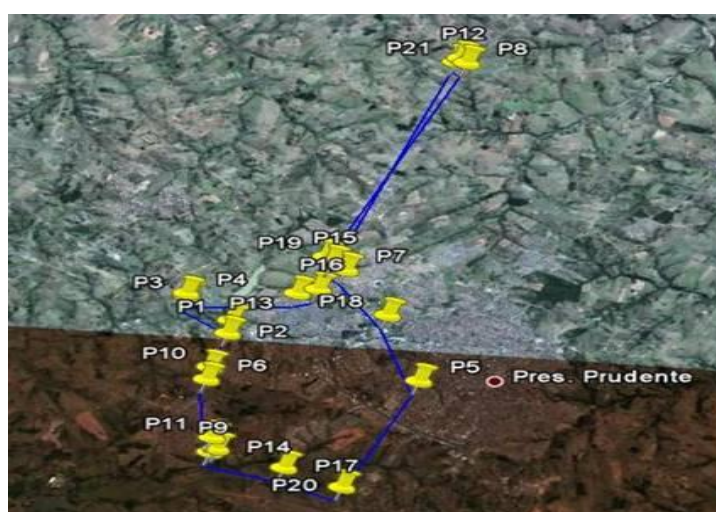 P12
P21 P8
P15
P19
P7
P16
P3 P4
P1 P13 P18
P2
P10 P6
P5 Pres. Prudente
P11 P9
P14
P17
P20